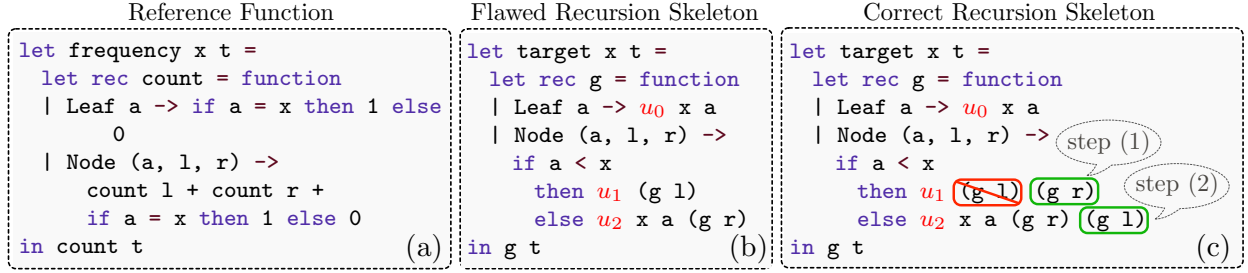 Reference Function
let frequency x t =
let rec count = function
| Leaf a -> if a = x then 1 else
0
| Node (a, l, r) ->
count l + count r +
if a = x then 1 else 0
in count t
(a)
Flawed Recursion Skeleton
let target x t =
let rec g = function
| Leaf a -> u₀ x a
| Node (a, l, r) ->
if a < x
then u₁ (g l)
else u₂ x a (g r)
in g t
(b)
Correct Recursion Skeleton
let target x t =
let rec g = function
| Leaf a -> u₀ x a
| Node (a, l, r) ->
step (1)
if a < x
step (2)
then u₁ (g l) (g r)
else u₂ x a (g r) (g l)
in g t
(c)